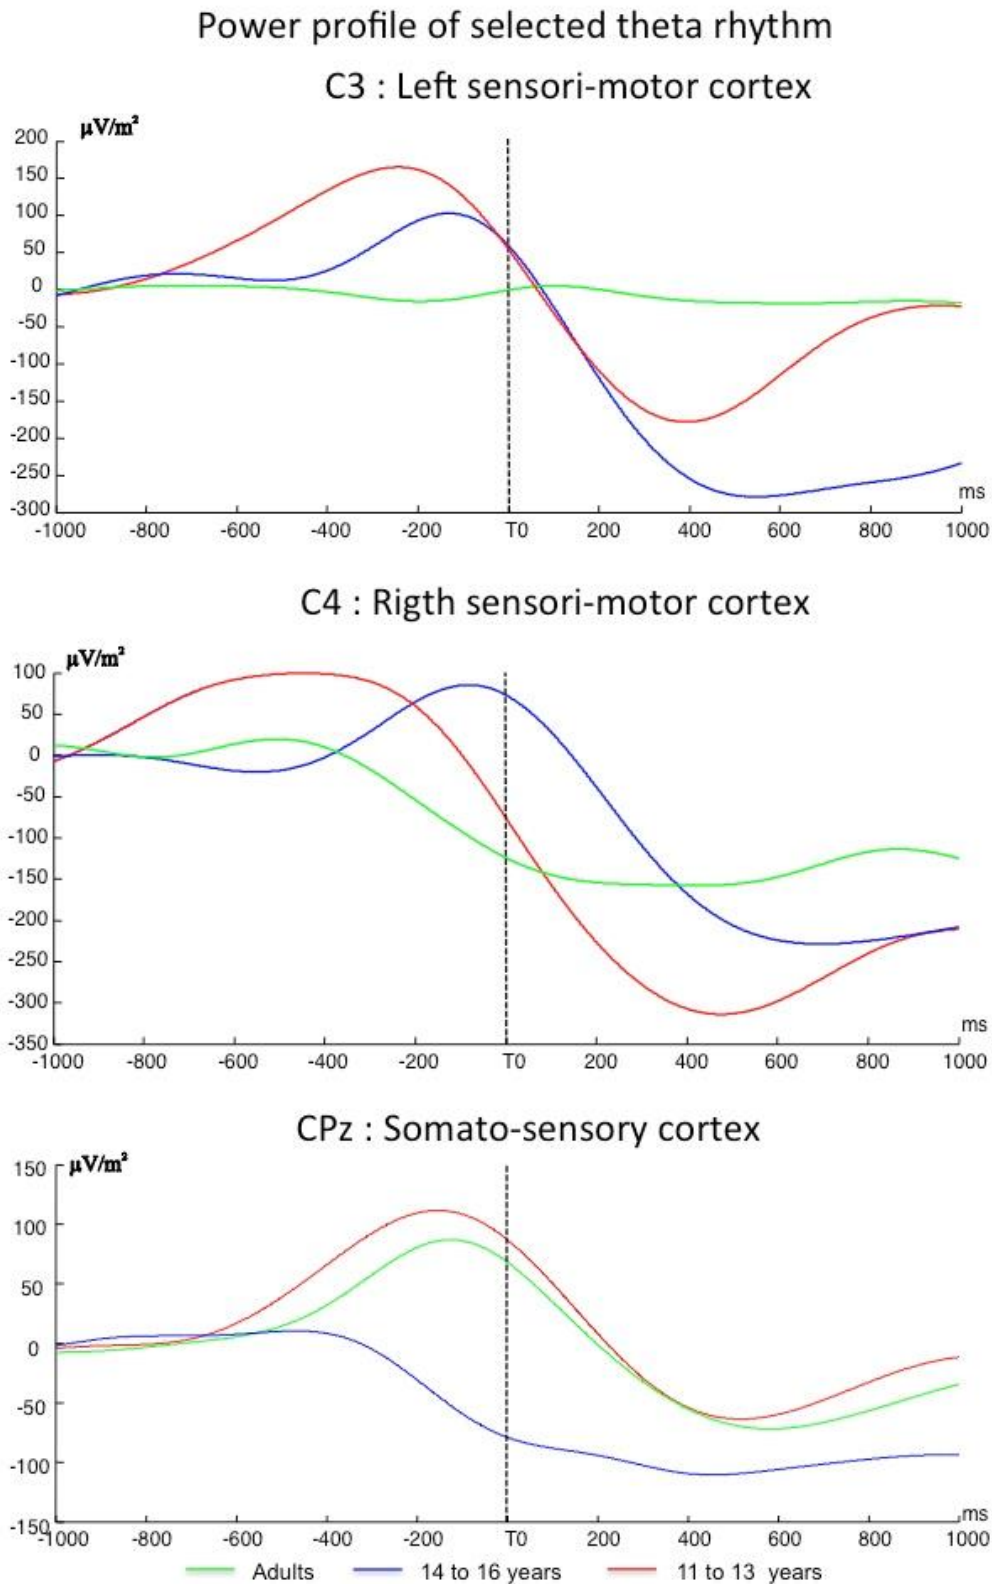 Power profile of selected theta rhythm
C3 : Left sensori-motor cortex
µV/m²
200
150
100
50
0
-50
-100
-150
-200
-250
-300
ms
-1000 -800 -600 -400 -200 T0 200 400 600 800 1000
C4 : Rigth sensori-motor cortex
µV/m²
100
50
0
-50
-100
-150
-200
-250
-300
-350
ms
-1000 -800 -600 -400 -200 T0 200 400 600 800 1000
CPz : Somato-sensory cortex
µV/m²
150
100
50
0
-50
-100
-150
ms
-1000 -800 -600 -400 -200 T0 200 400 600 800 1000
Adults 14 to 16 years 11 to 13 years